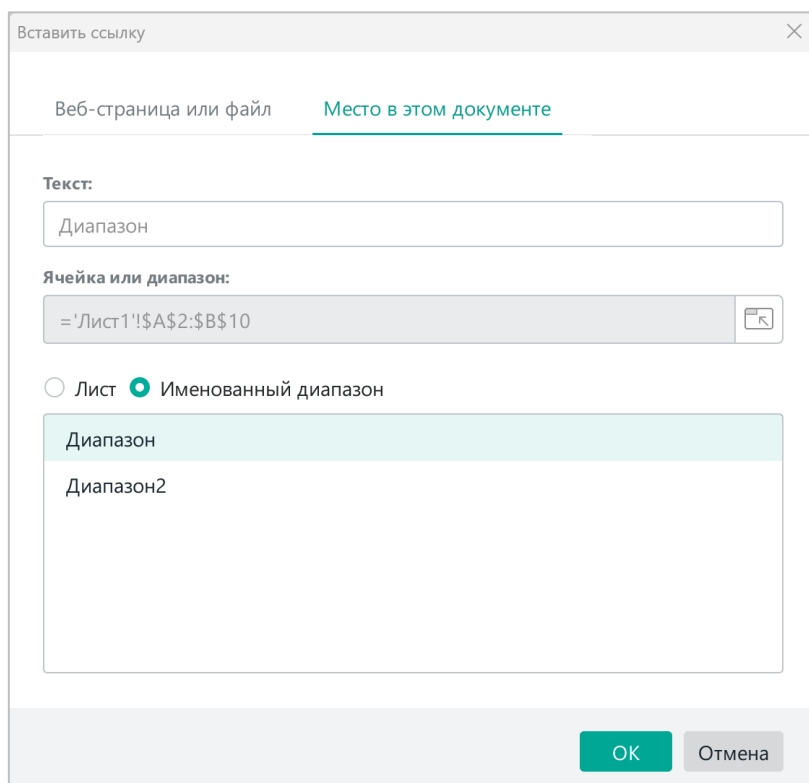 Вставить ссылку
Веб-страница или файл Место в этом документе
Текст:
Диапазон
Ячейка или диапазон:
='Лист1'!$A$2:$B$10
Лист Именованный диапазон
Диапазон
Диапазон2
ОК Отмена